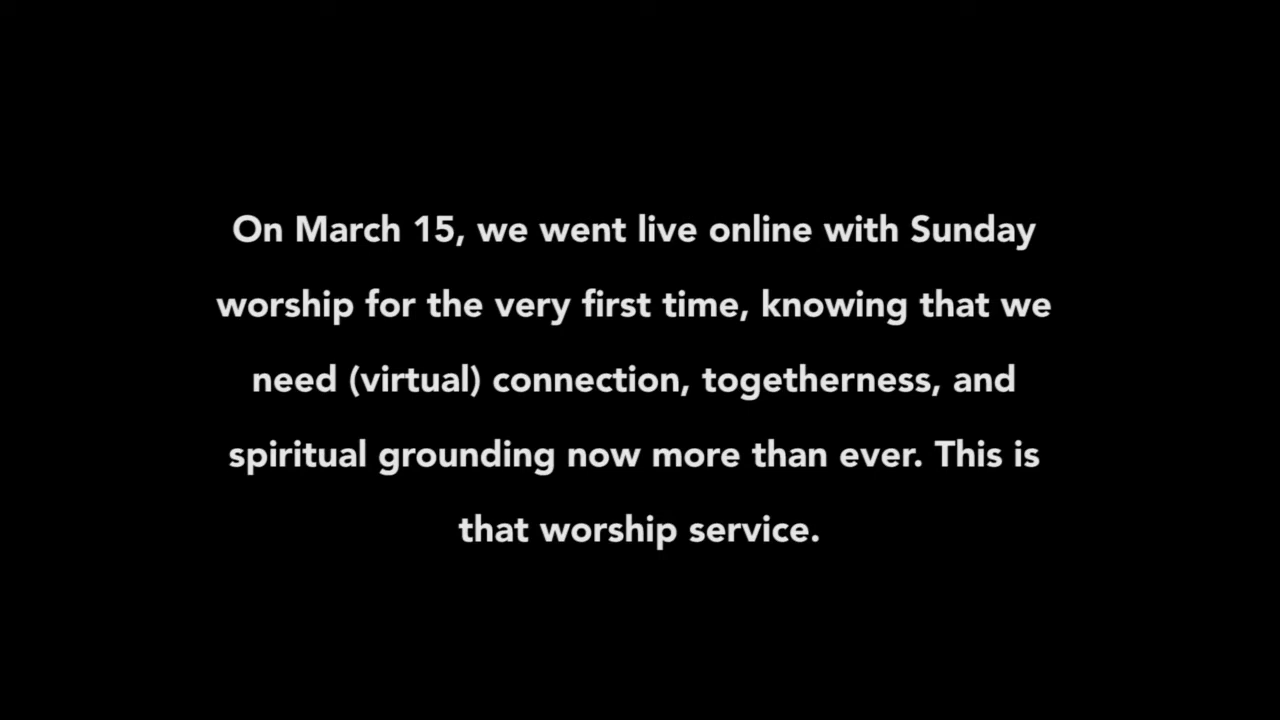 On March 15, we went live online with Sunday
worship for the very first time, knowing that we
need (virtual) connection, togetherness, and
spiritual grounding now more than ever. This is
that worship service.